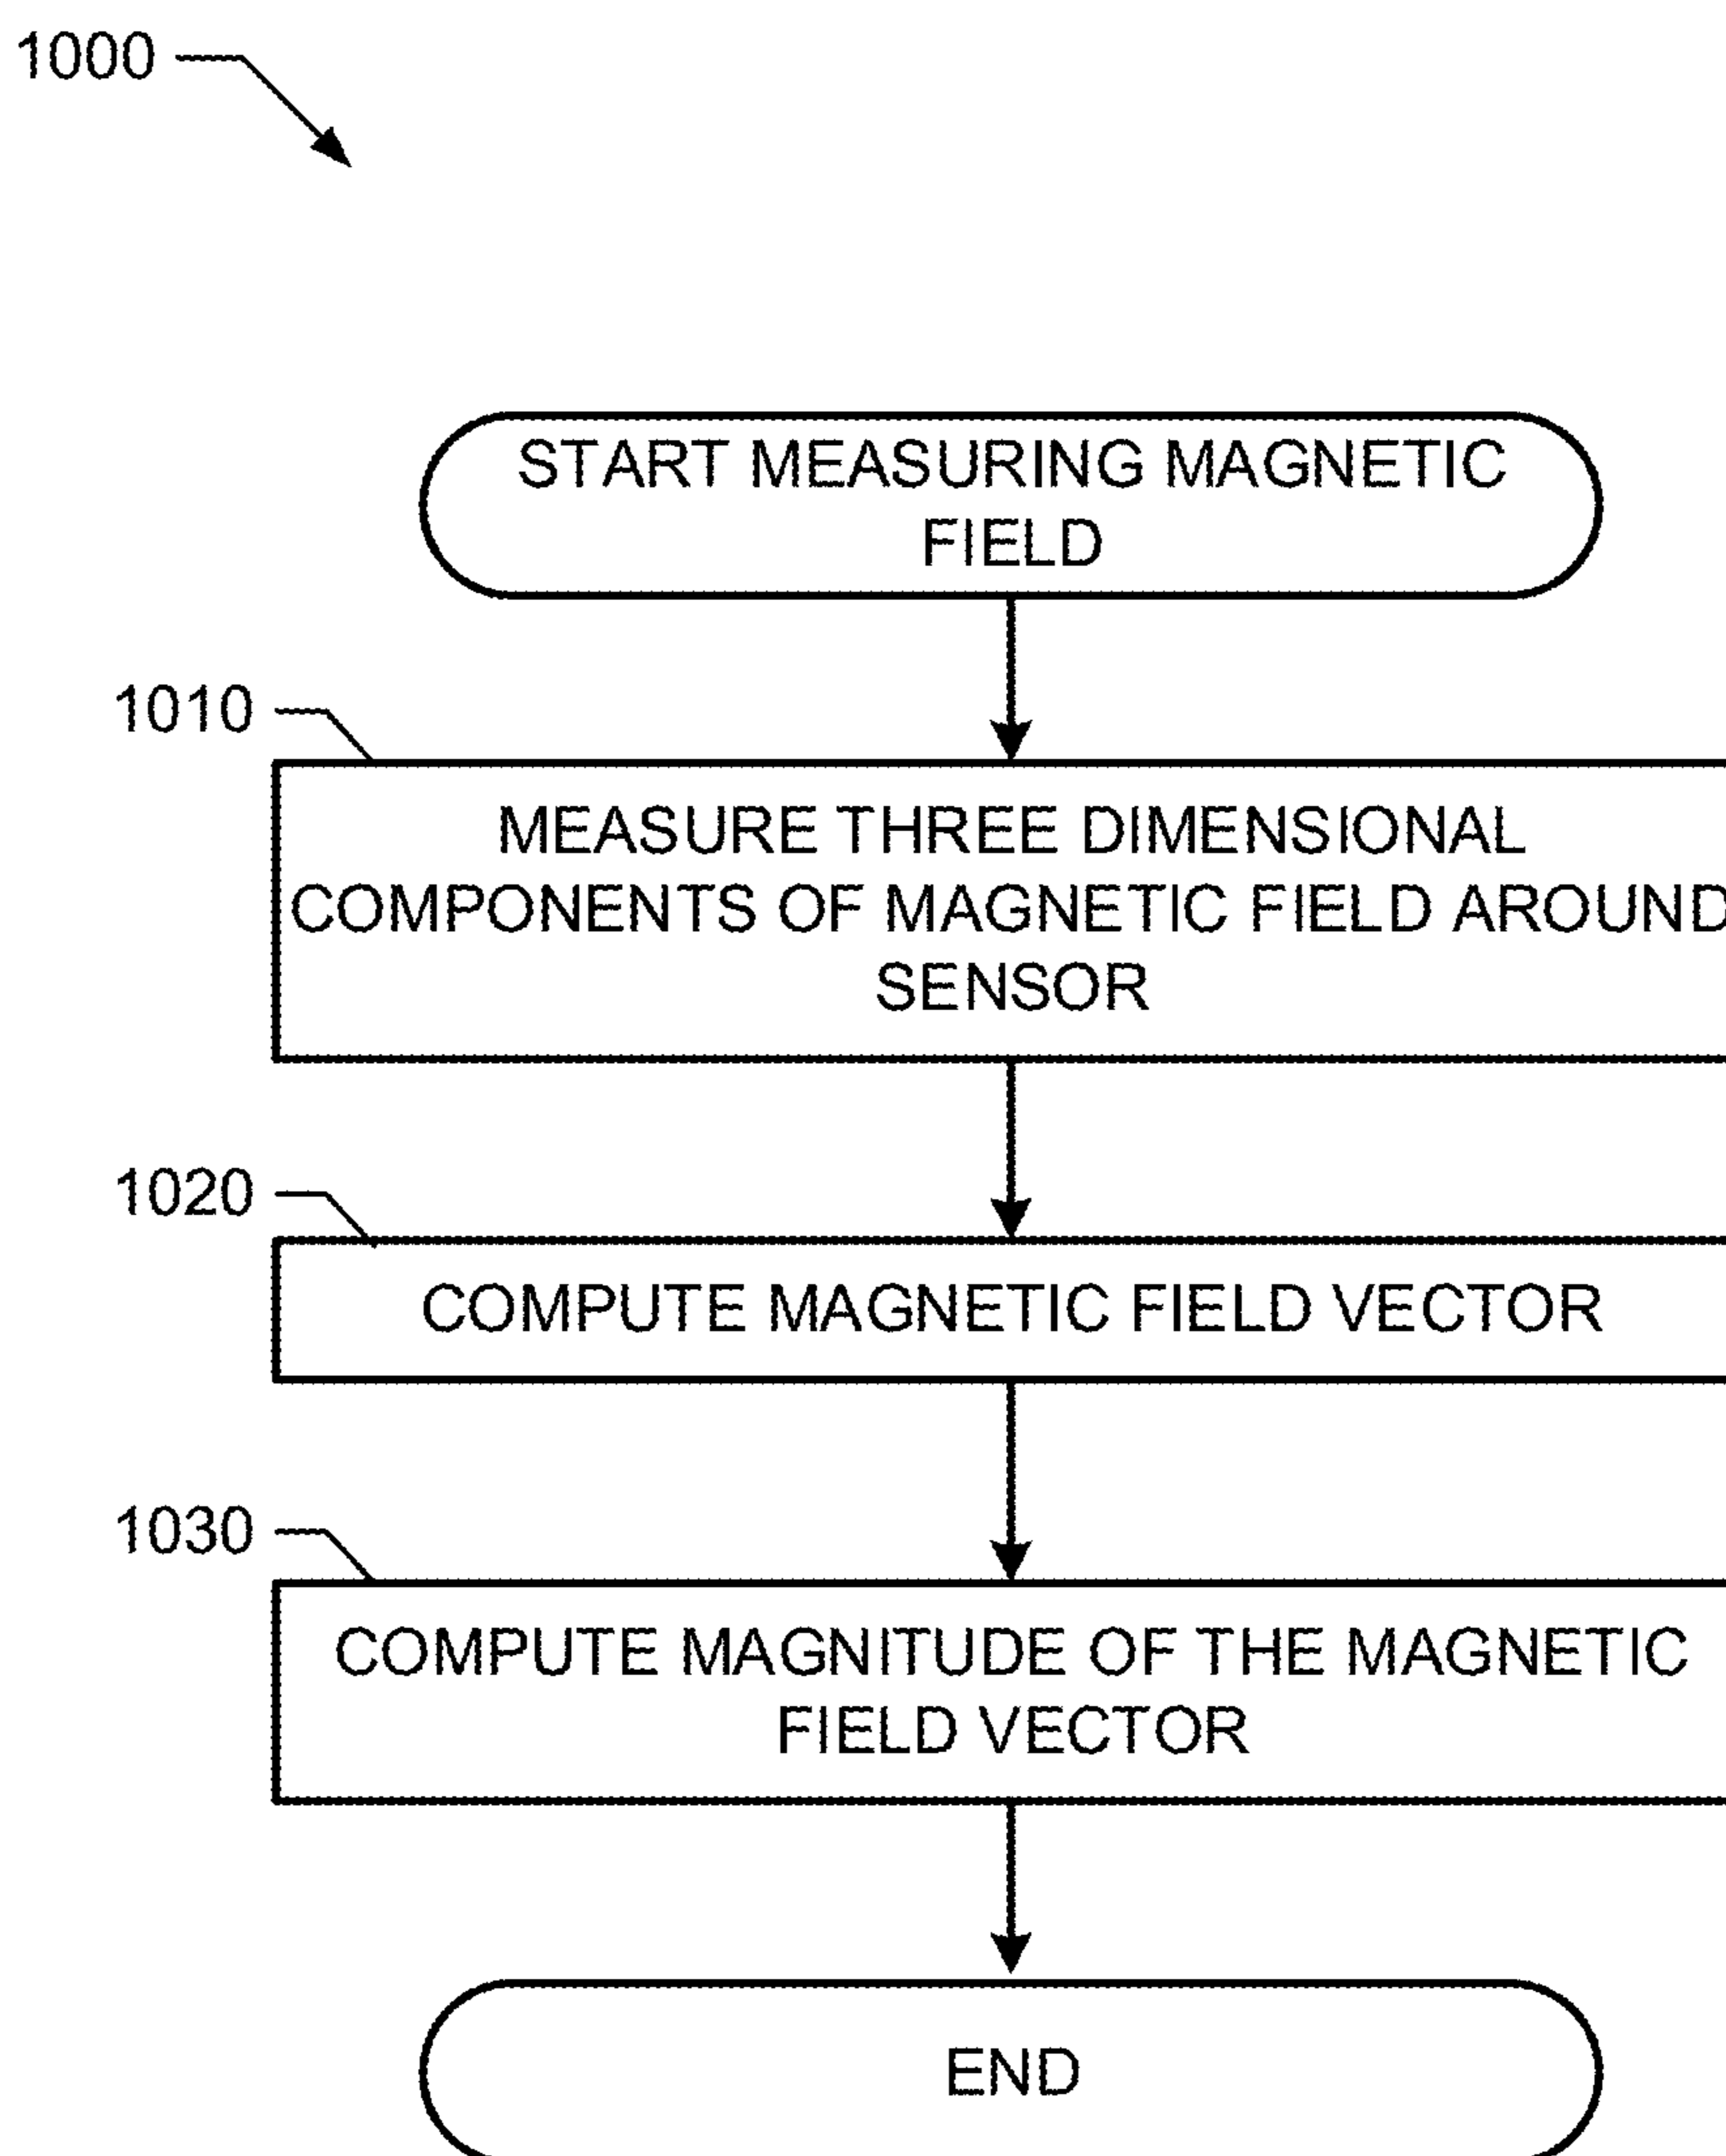 1000
START MEASURING MAGNETIC
FIELD
1010
MEASURE THREE DIMENSIONAL
COMPONENTS OF MAGNETIC FIELD AROUND
SENSOR
1020
COMPUTE MAGNETIC FIELD VECTOR
1030
COMPUTE MAGNITUDE OF THE MAGNETIC
FIELD VECTOR
END